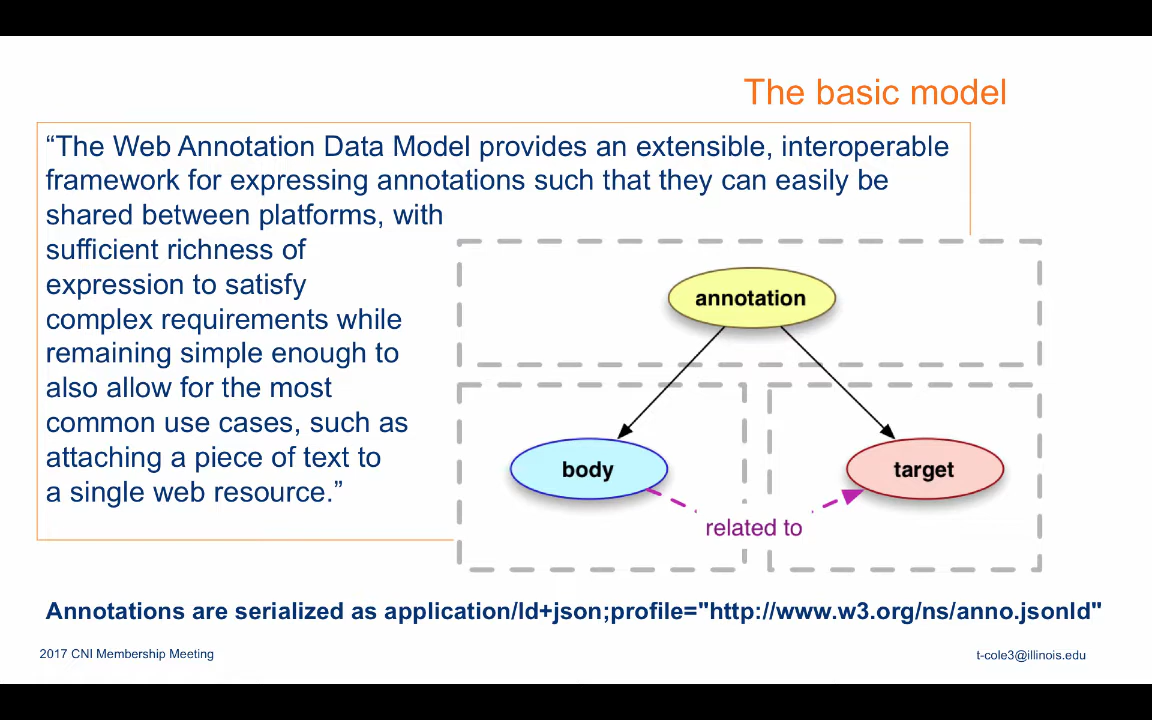 The basic model
“The Web Annotation Data Model provides an extensible, interoperable
framework for expressing annotations such that they can easily be
shared between platforms, with
sufficient richness of
expression to satisfy
complex requirements while
remaining simple enough to
also allow for the most
common use cases, such as
attaching a piece of text to
a single web resource.”
annotation
body
target
related to
Annotations are serialized as application/ld+json;profile="http://www.w3.org/ns/anno.jsonld"
2017 CNI Membership Meeting
t-cole3@illinois.edu